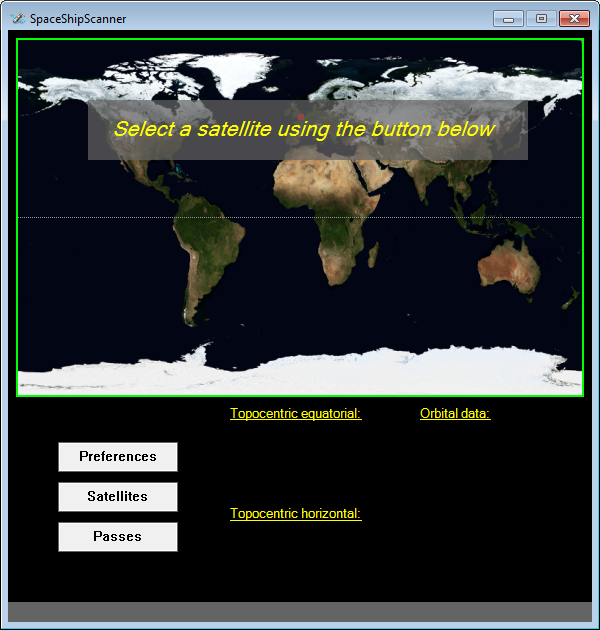 SpaceShipScanner
Select a satellite using the button below
Topocentric equatorial:
Orbital data:
Preferences
Satellites
Topocentric horizontal:
Passes